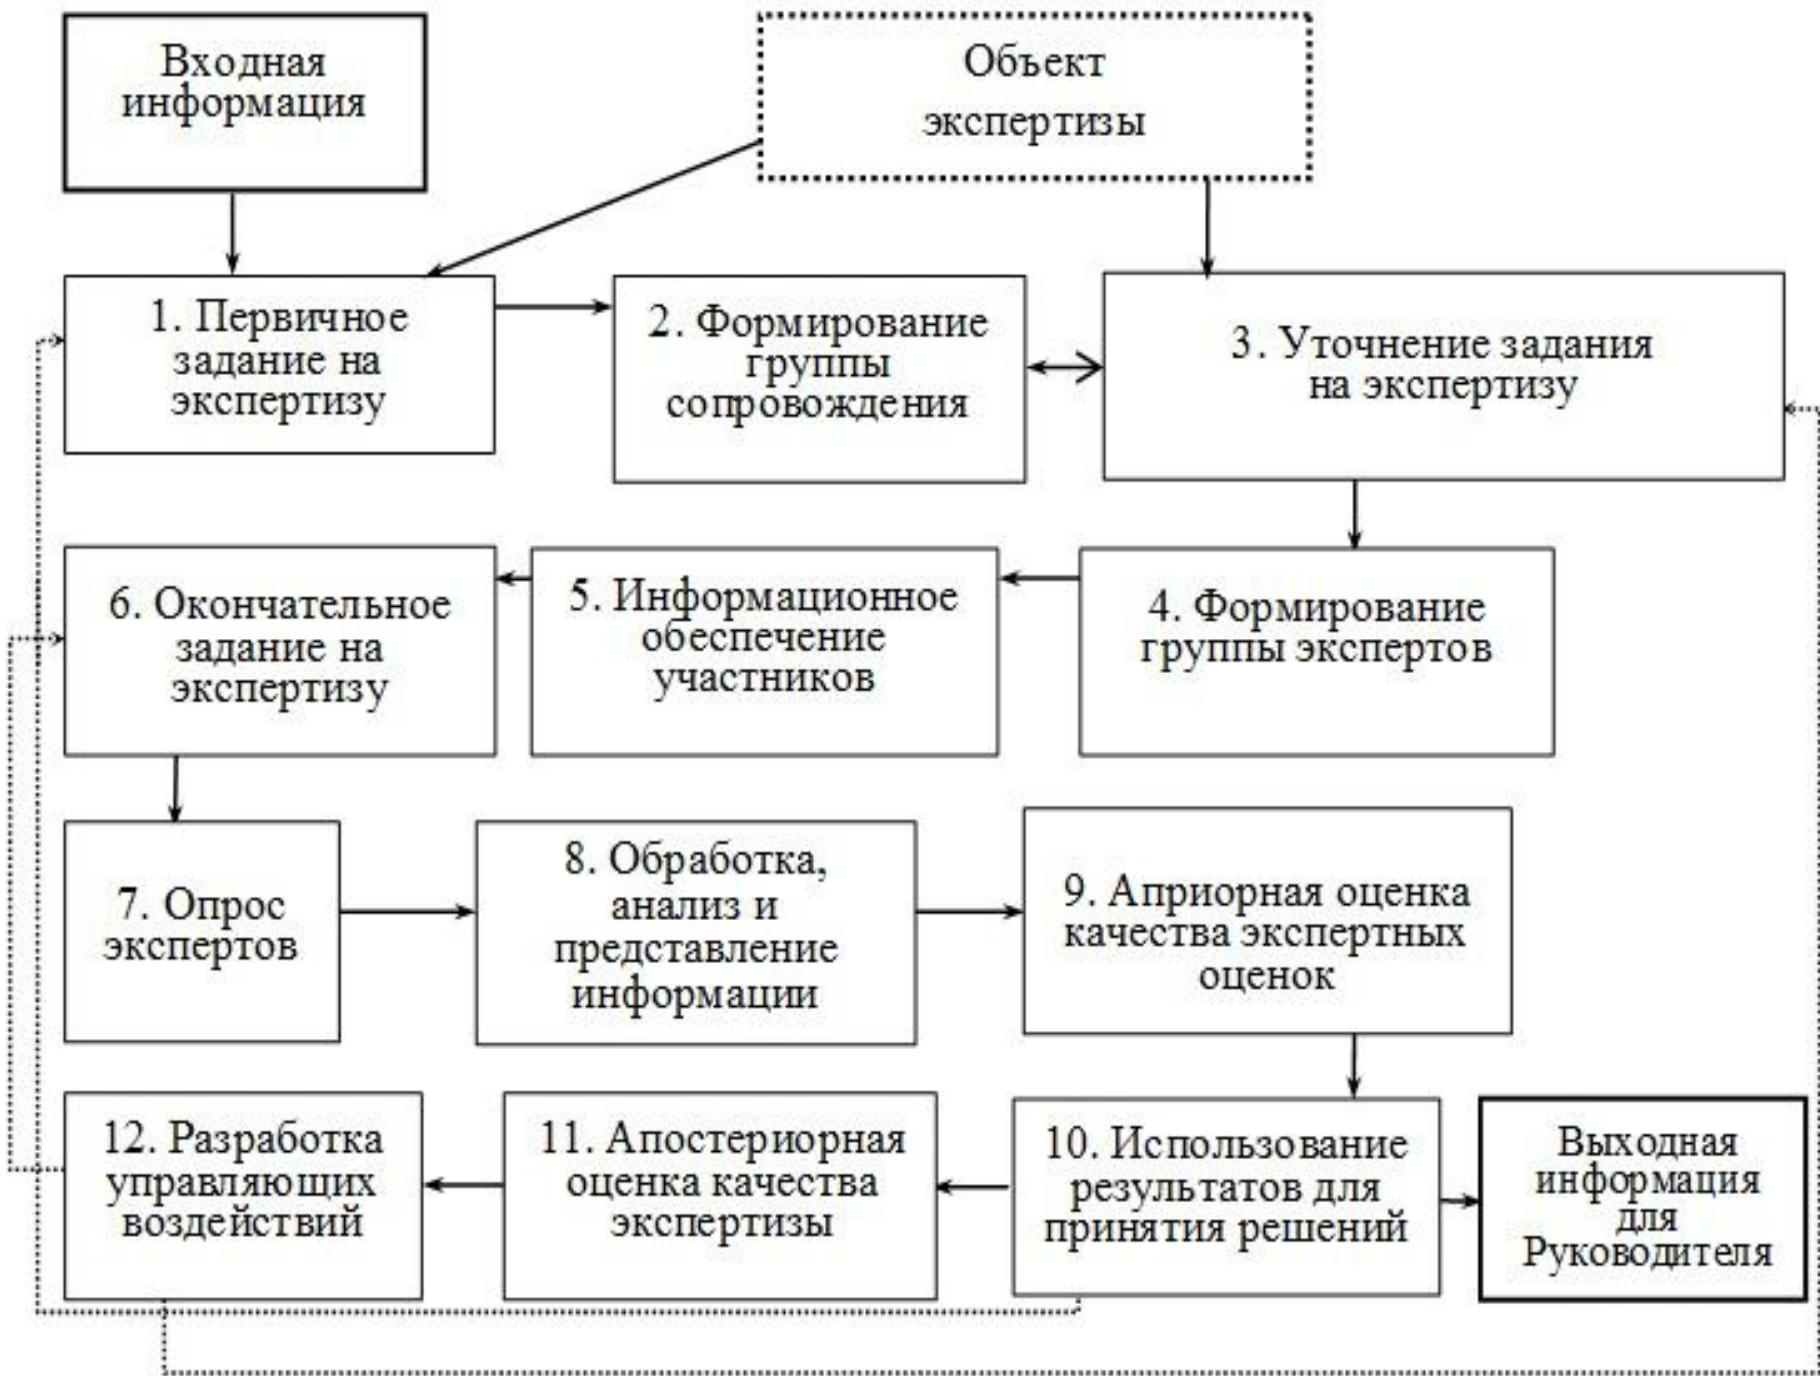 Входная
информация
Объект
экспертизы
1. Первичное
задание на
экспертизу
2. Формирование
группы
сопровождения
3. Уточнение задания
на экспертизу
6. Окончательное
задание на
экспертизу
5. Информационное
обеспечение
участников
4. Формирование
группы экспертов
7. Опрос
экспертов
8. Обработка,
анализ и
представление
информации
9. Априорная оценка
качества экспертных
оценок
12. Разработка
управляющих
воздействий
11. Апостериорная
оценка качества
экспертизы
10. Использование
результатов для
принятия решений
Выходная
информация
для
Руководителя